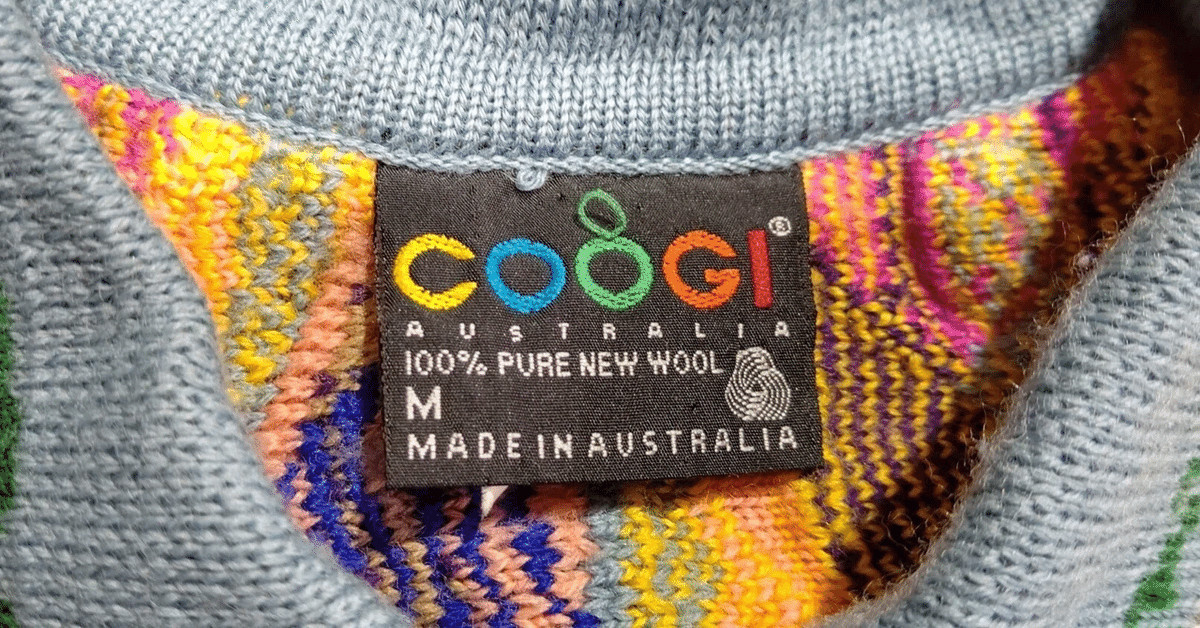 COOGI®
AUSTRALIA
100% PURE NEW WOOL
M
MADE IN AUSTRALIA